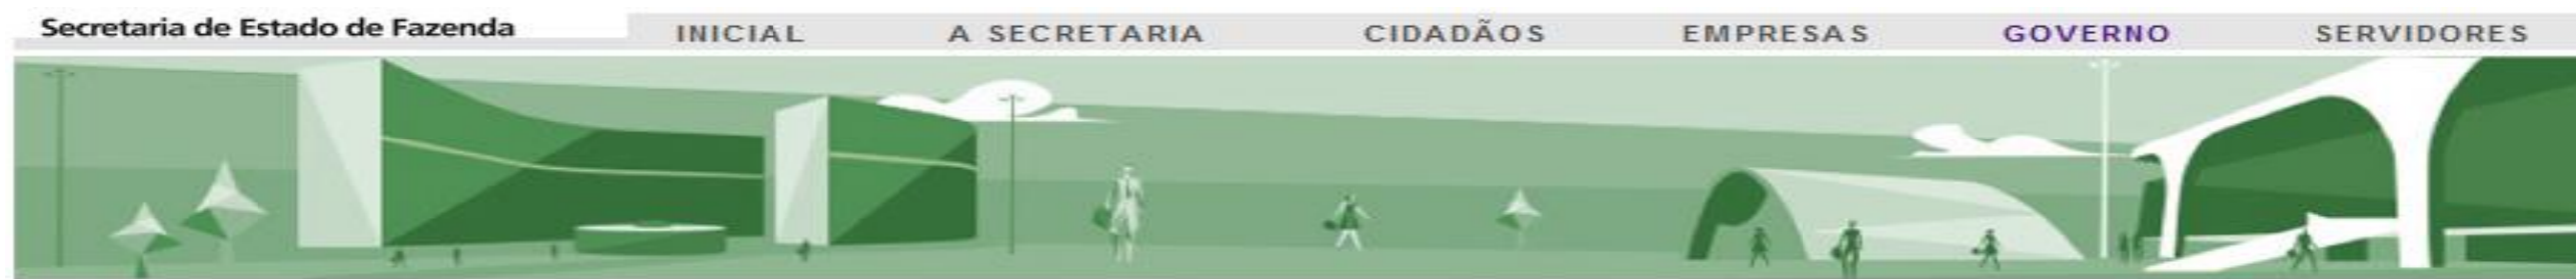 Secretaria de Estado de Fazenda
INICIAL A SECRETARIA CIDADÃOS EMPRESAS GOVERNO SERVIDORES